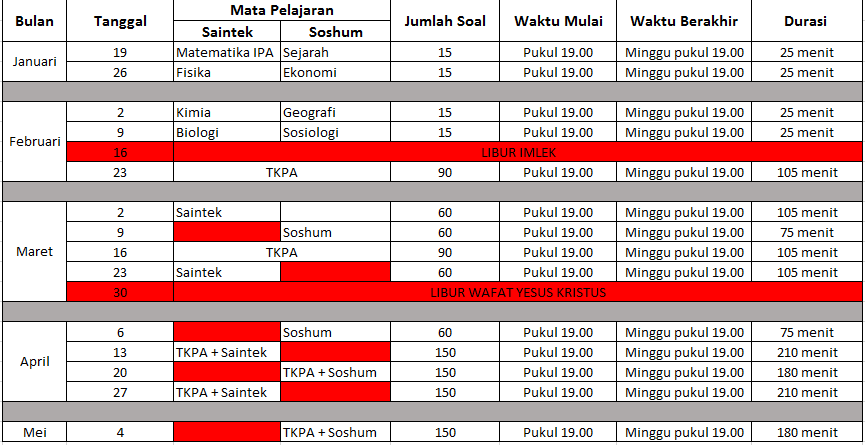 Bulan Tanggal Mata Pelajaran Jumlah Soal Waktu Mulai Waktu Berakhir Durasi
Saintek Soshum
Januari 19 Matematika IPA Sejarah 15 Pukul 19.00 Minggu pukul 19.00 25 menit
26 Fisika Ekonomi 15 Pukul 19.00 Minggu pukul 19.00 25 menit
Februari 2 Kimia Geografi 15 Pukul 19.00 Minggu pukul 19.00 25 menit
9 Biologi Sosiologi 15 Pukul 19.00 Minggu pukul 19.00 25 menit
16 LIBUR IMLEK
23 TKPA 90 Pukul 19.00 Minggu pukul 19.00 105 menit
Maret 2 Saintek 60 Pukul 19.00 Minggu pukul 19.00 105 menit
9 Soshum 60 Pukul 19.00 Minggu pukul 19.00 75 menit
16 TKPA 90 Pukul 19.00 Minggu pukul 19.00 105 menit
23 Saintek 60 Pukul 19.00 Minggu pukul 19.00 105 menit
30 LIBUR WAFAT YESUS KRISTUS
April 6 Soshum 60 Pukul 19.00 Minggu pukul 19.00 75 menit
13 TKPA + Saintek 150 Pukul 19.00 Minggu pukul 19.00 210 menit
20 TKPA + Soshum 150 Pukul 19.00 Minggu pukul 19.00 180 menit
27 TKPA + Saintek 150 Pukul 19.00 Minggu pukul 19.00 210 menit
Mei 4 TKPA + Soshum 150 Pukul 19.00 Minggu pukul 19.00 180 menit